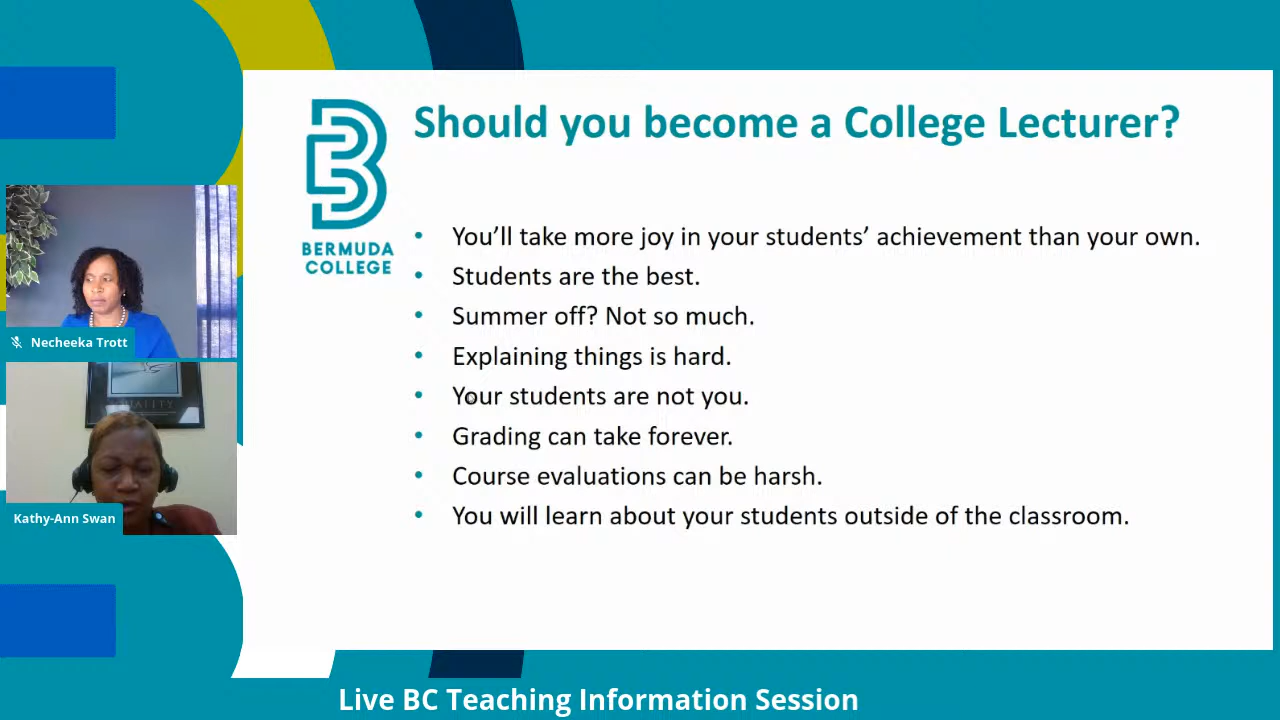 Should you become a College Lecturer?
BERMUDA
COLLEGE
• You’ll take more joy in your students’ achievement than your own.
• Students are the best.
• Summer off? Not so much.
• Explaining things is hard.
• Your students are not you.
• Grading can take forever.
• Course evaluations can be harsh.
• You will learn about your students outside of the classroom.
Necheeka Trott
Kathy-Ann Swan
Live BC Teaching Information Session